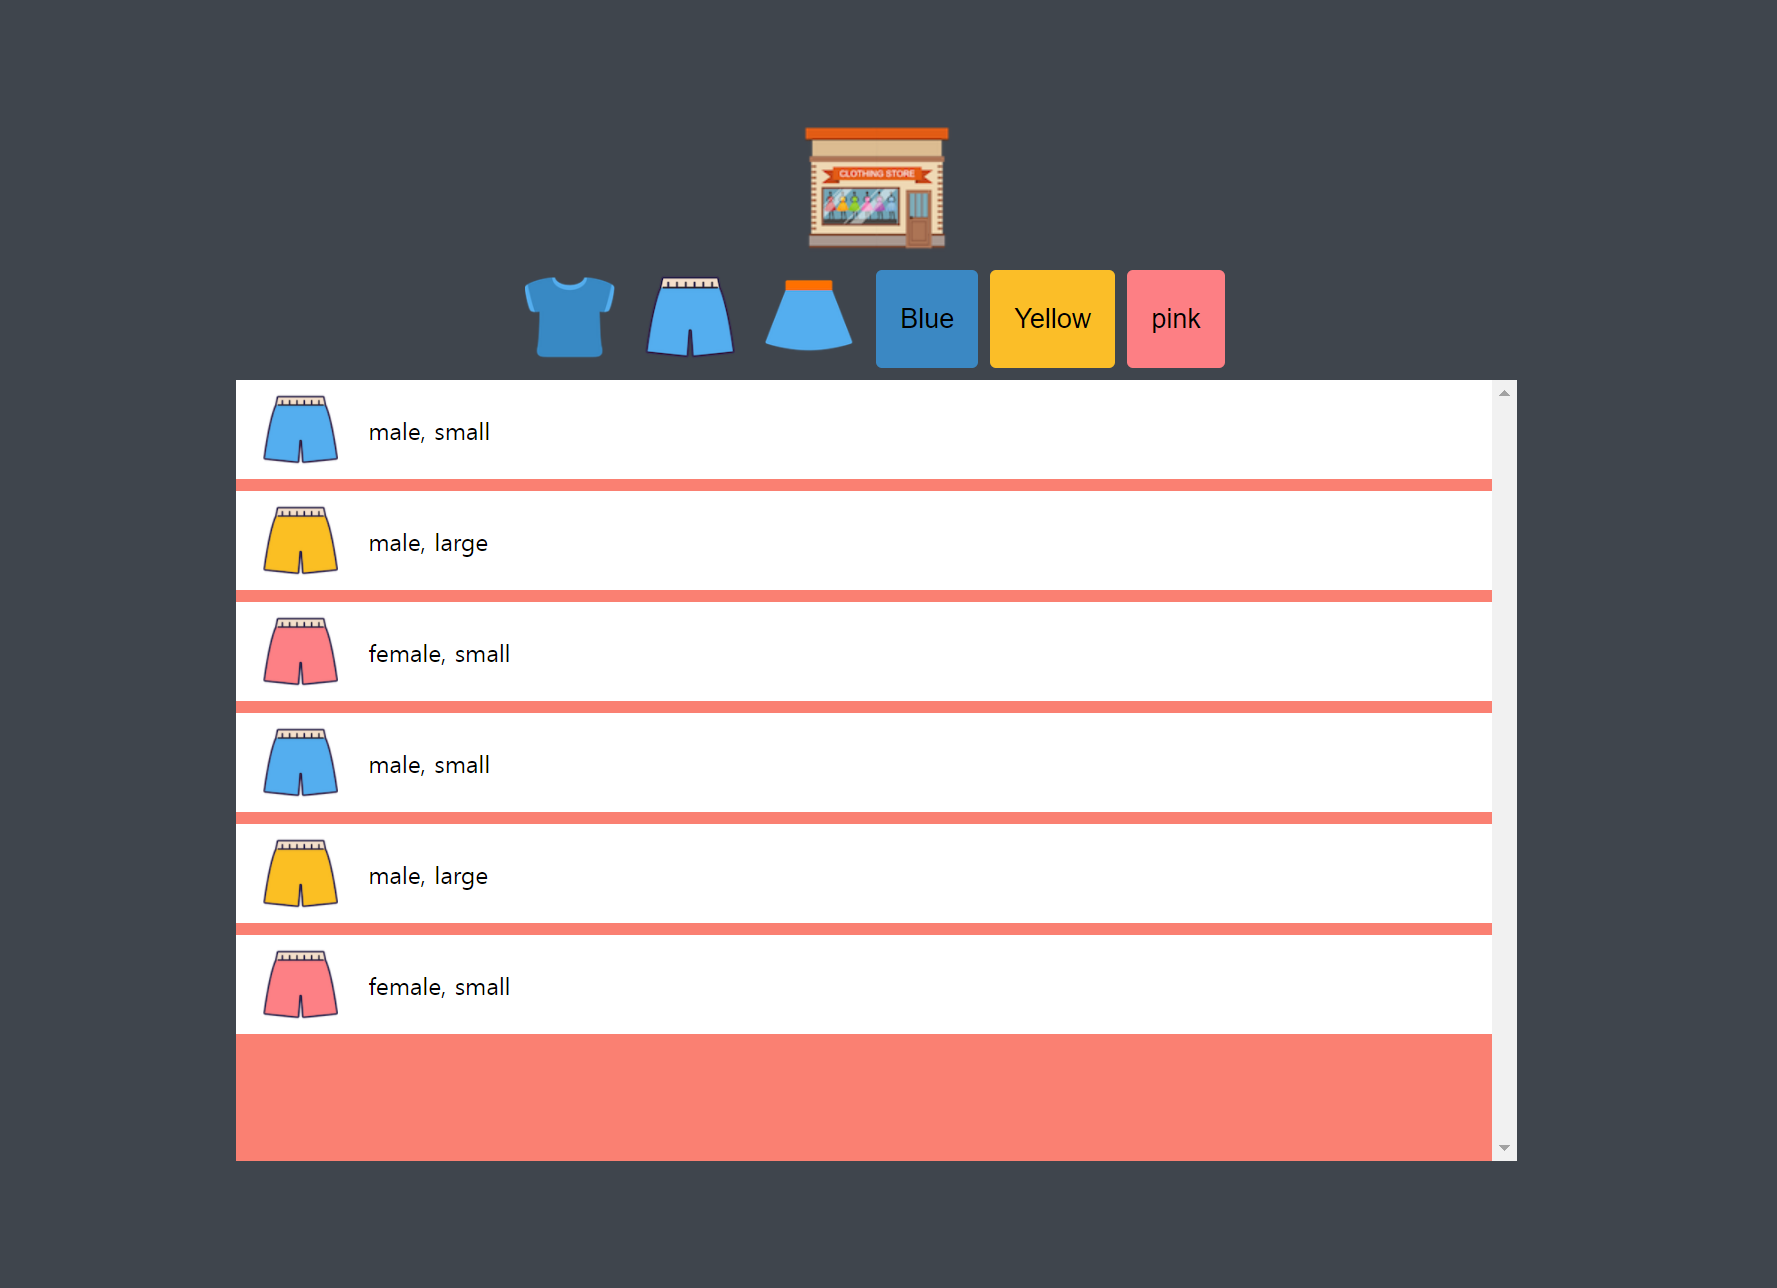 CLOTHING STORE
Blue
Yellow
pink
male, small
male, large
female, small
male, small
male, large
female, small